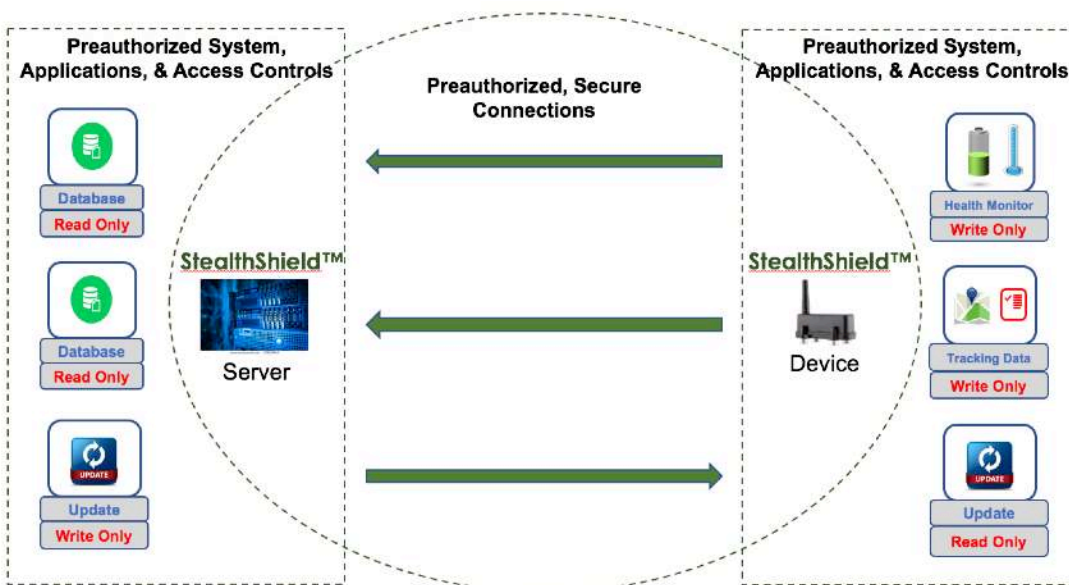 Preauthorized System,
Applications, & Access Controls
Database
Read Only
Database
Read Only
Update
UPDATE
Write Only
StealthShield™
Server
Preauthorized, Secure
Connections
Preauthorized System,
Applications, & Access Controls
StealthShield™
Device
Health Monitor
Write Only
Tracking Data
Write Only
UPDATE
Update
Read Only